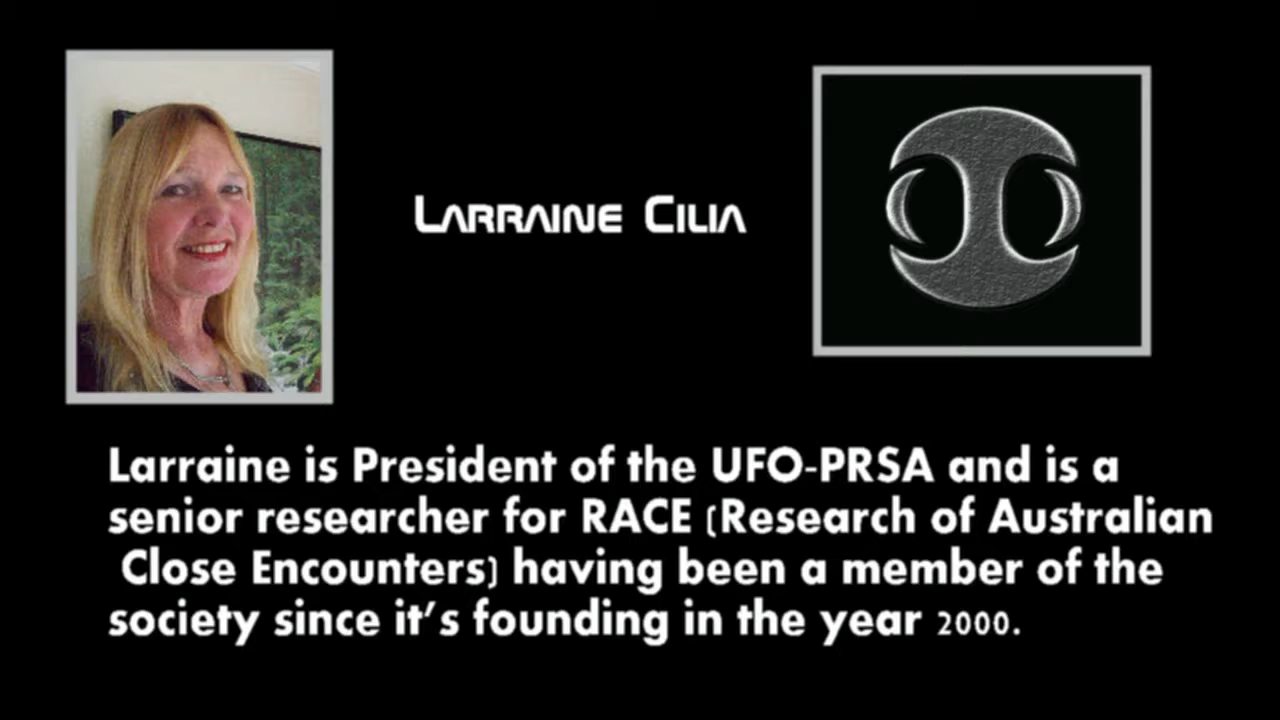 Larraine Cilia
Larraine is President of the UFO-PRSA and is a
senior researcher for RACE (Research of Australian
Close Encounters) having been a member of the
society since it’s founding in the year 2000.